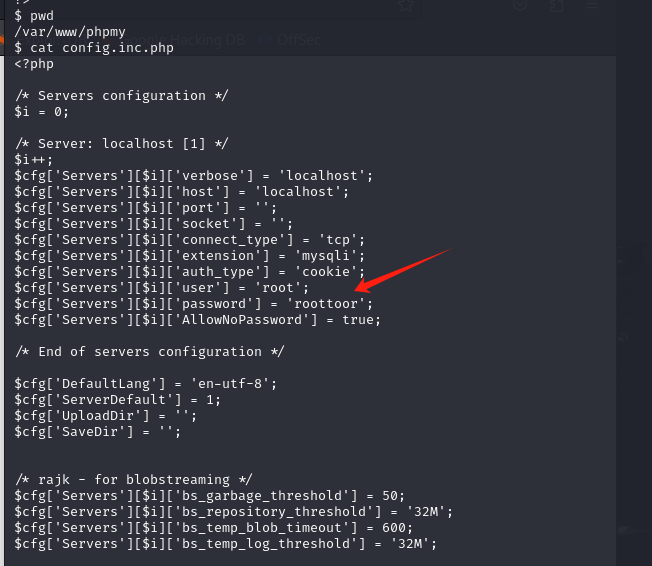 $ pwd
/var/www/phpmy
Hacking DB
OffSec
$ cat config.inc.php
<?php
/* Servers configuration */
$i = 0;
/* Server: localhost [1] */
$i++;
$cfg['Servers'][$i]['verbose'] = 'localhost';
$cfg['Servers'][$i]['host'] = 'localhost';
$cfg['Servers'][$i]['port'] = '';
$cfg['Servers'][$i]['socket'] = '';
$cfg['Servers'][$i]['connect_type'] = 'tcp';
$cfg['Servers'][$i]['extension'] = 'mysqli';
$cfg['Servers'][$i]['auth_type'] = 'cookie';
$cfg['Servers'][$i]['user'] = 'root';
$cfg['Servers'][$i]['password'] = 'roottoor';
$cfg['Servers'][$i]['AllowNoPassword'] = true;
/* End of servers configuration */
$cfg['DefaultLang'] = 'en-utf-8';
$cfg['ServerDefault'] = 1;
$cfg['UploadDir'] = '';
$cfg['SaveDir'] = '';
/* rajk - for blobstreaming */
$cfg['Servers'][$i]['bs_garbage_threshold'] = 50;
$cfg['Servers'][$i]['bs_repository_threshold'] = '32M';
$cfg['Servers'][$i]['bs_temp_blob_timeout'] = 600;
$cfg['Servers'][$i]['bs_temp_log_threshold'] = '32M';